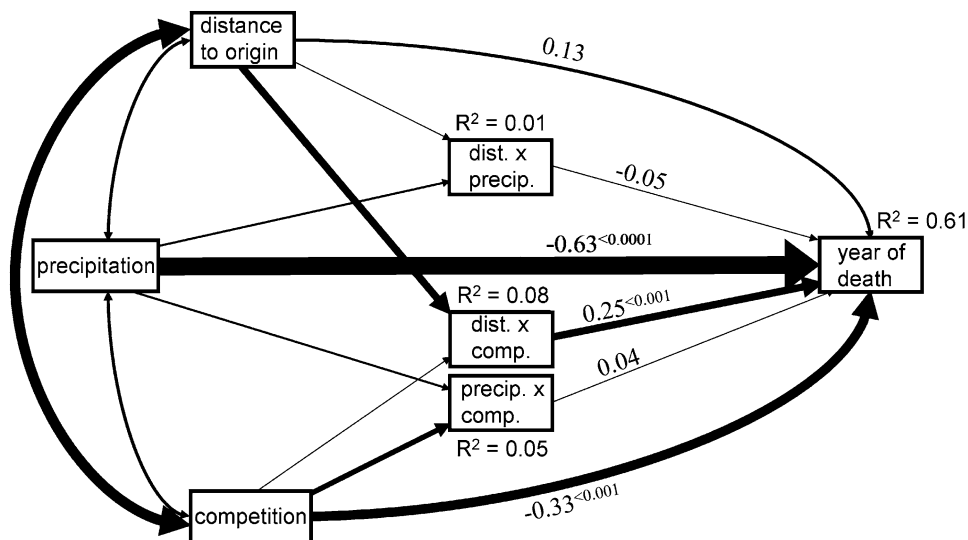 distance
to origin
0.13
R² = 0.01
dist. x
precip.
-0.05
R² = 0.61
precipitation
-0.63<0.0001
year of
death
R² = 0.08
dist. x
comp.
0.25<0.001
precip. x
comp.
0.04
R² = 0.05
competition
-0.33<0.001